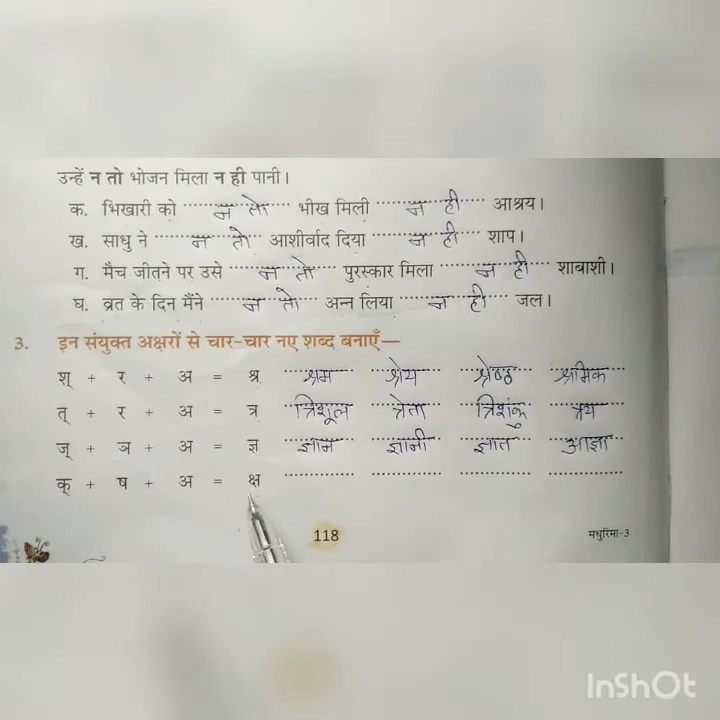 उन्हें न तो भोजन मिला न ही पानी।
क. भिखारी को न तो भीख मिली न ही आश्रय।
ख. साधु ने न तो आशीर्वाद दिया न ही शाप।
ग. मैच जीतने पर उसे न तो पुरस्कार मिला न ही शाबाशी।
घ. व्रत के दिन मैंने न तो अन्न लिया न ही जल।
3. इन संयुक्त अक्षरों से चार-चार नए शब्द बनाएँ—
श् + र + अ = श्र श्रम श्रेय श्रेष्ठ श्रमिक
त् + र + अ = त्र त्रिशूल त्रेता त्रिशंकु त्रय
ज् + ञ + अ = ज्ञ ज्ञान ज्ञानी ज्ञात आज्ञा
क् + ष + अ = क्ष
118 मधुरिमा-3
InShOt